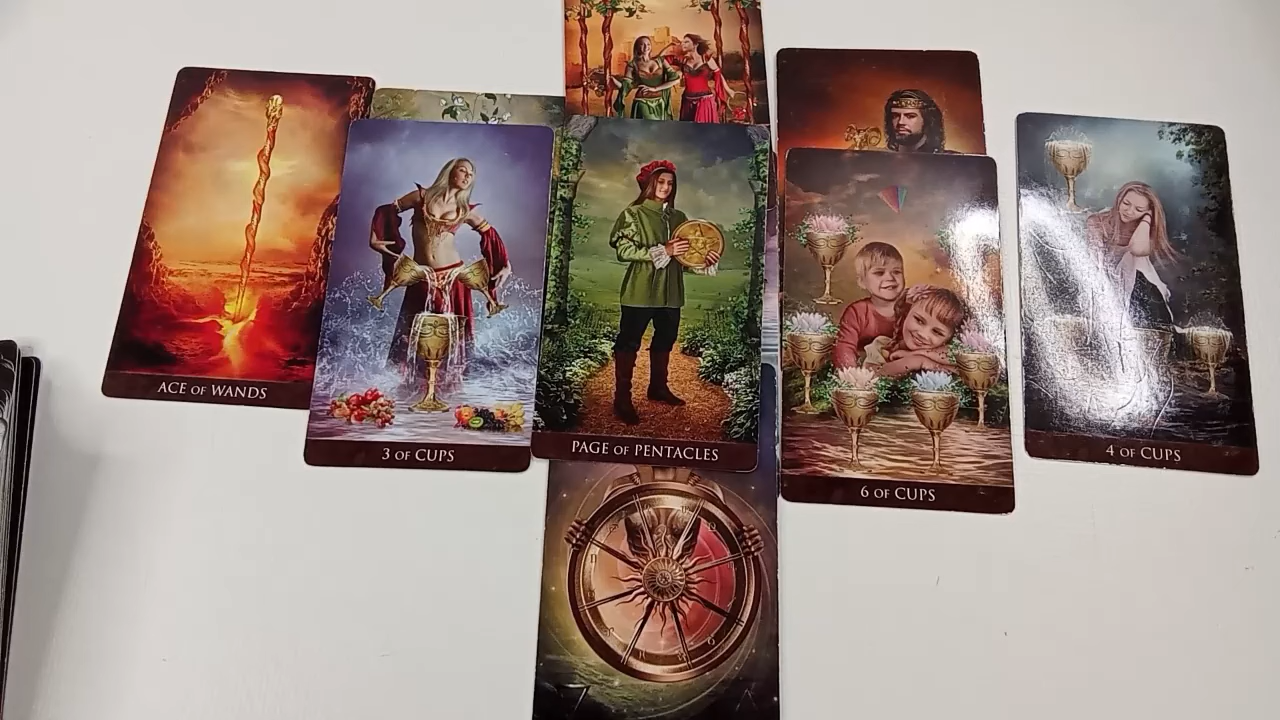 ACE OF WANDS
3 OF CUPS
PAGE OF PENTACLES
6 OF CUPS
4 OF CUPS